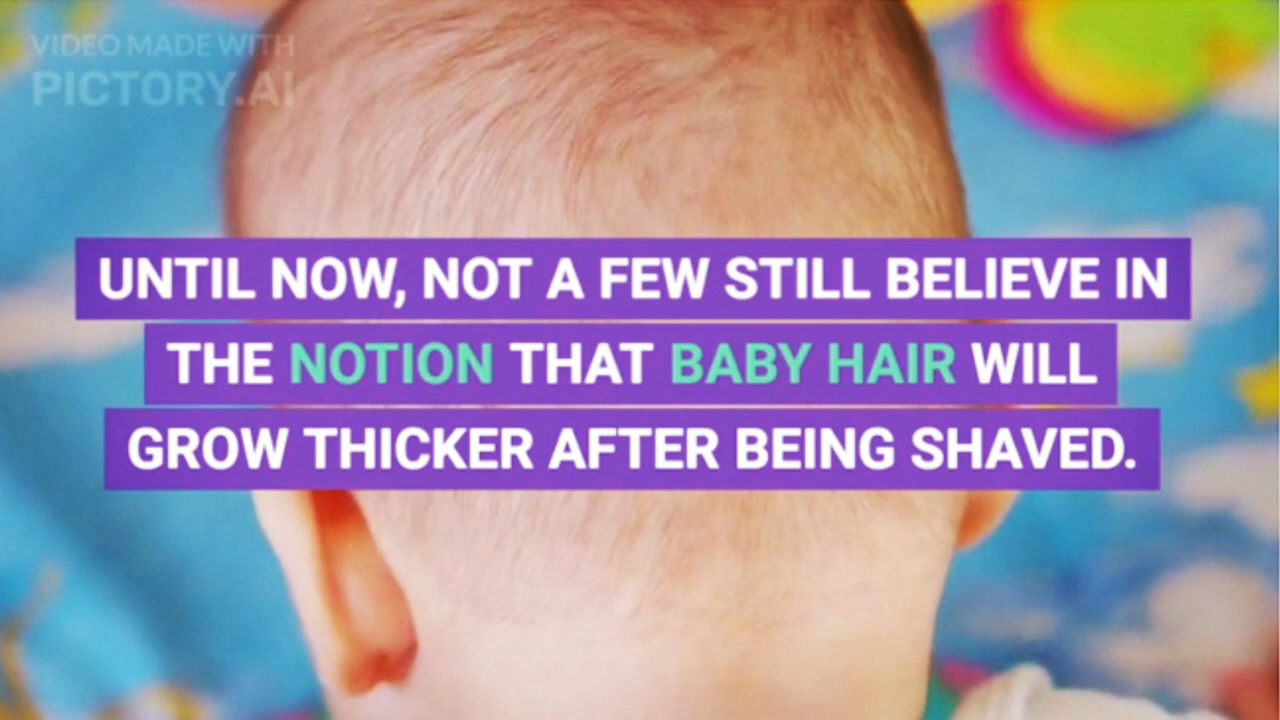 VIDEO MADE WITH
PICTORY.AI
UNTIL NOW, NOT A FEW STILL BELIEVE IN
THE NOTION THAT BABY HAIR WILL
GROW THICKER AFTER BEING SHAVED.